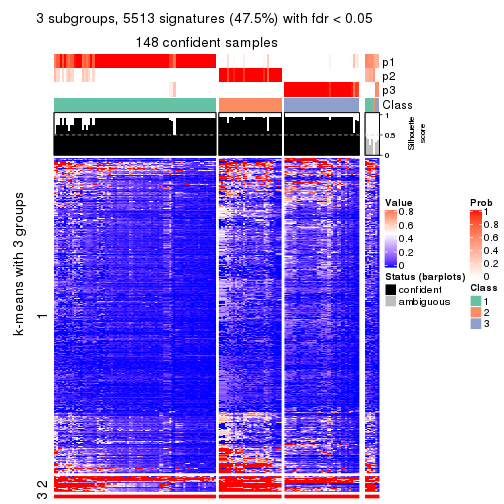 3 subgroups, 5513 signatures (47.5%) with fdr < 0.05
148 confident samples
p1
p2
p3
Class
1
0.5
0
Silhouette
score
k-means with 3 groups
1
2
3
Value
0.8
0.6
0.4
0.2
0
Status (barplots)
confident
ambiguous
Prob
0.8
0.6
0.4
0.2
0
Class
1
2
3